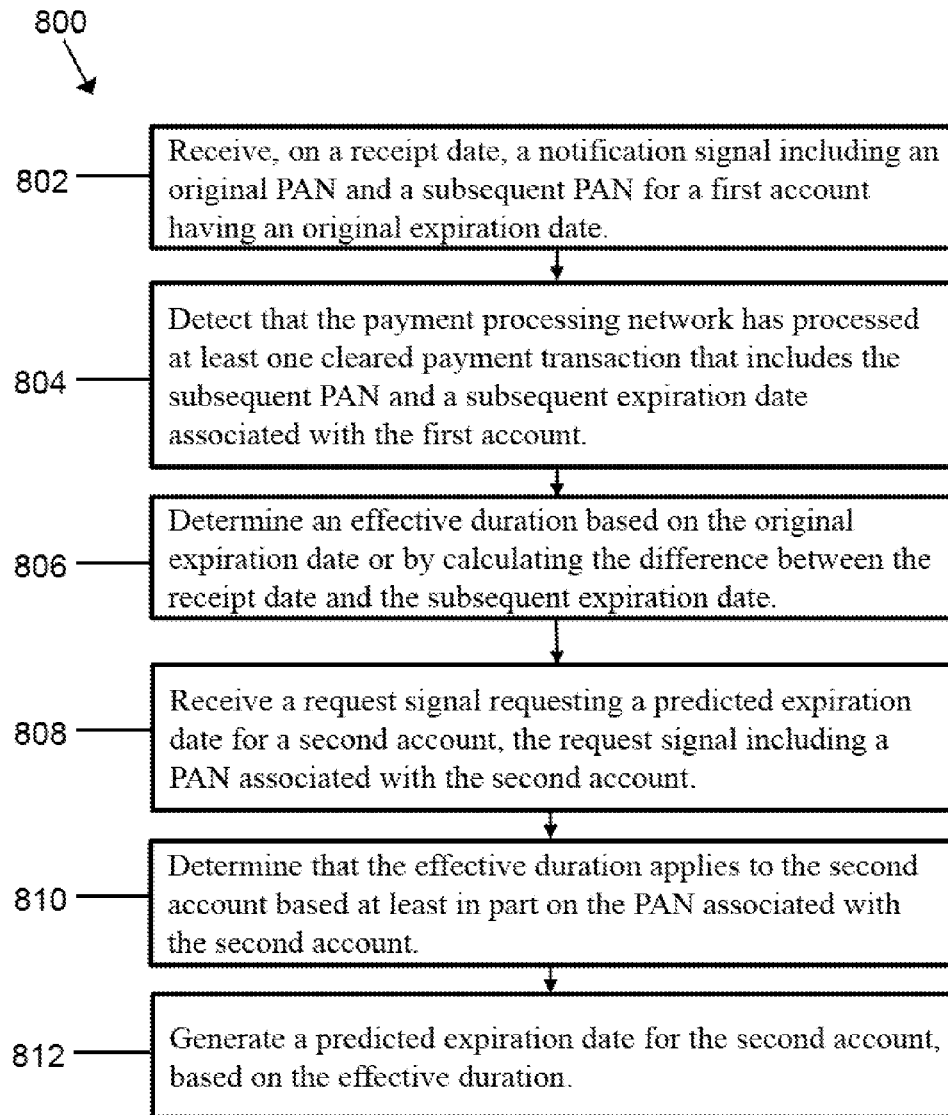 800
802
Receive, on a receipt date, a notification signal including an
original PAN and a subsequent PAN for a first account
having an original expiration date.
804
Detect that the payment processing network has processed
at least one cleared payment transaction that includes the
subsequent PAN and a subsequent expiration date
associated with the first account.
806
Determine an effective duration based on the original
expiration date or by calculating the difference between the
receipt date and the subsequent expiration date.
808
Receive a request signal requesting a predicted expiration
date for a second account, the request signal including a
PAN associated with the second account.
810
Determine that the effective duration applies to the second
account based at least in part on the PAN associated with
the second account.
812
Generate a predicted expiration date for the second account,
based on the effective duration.